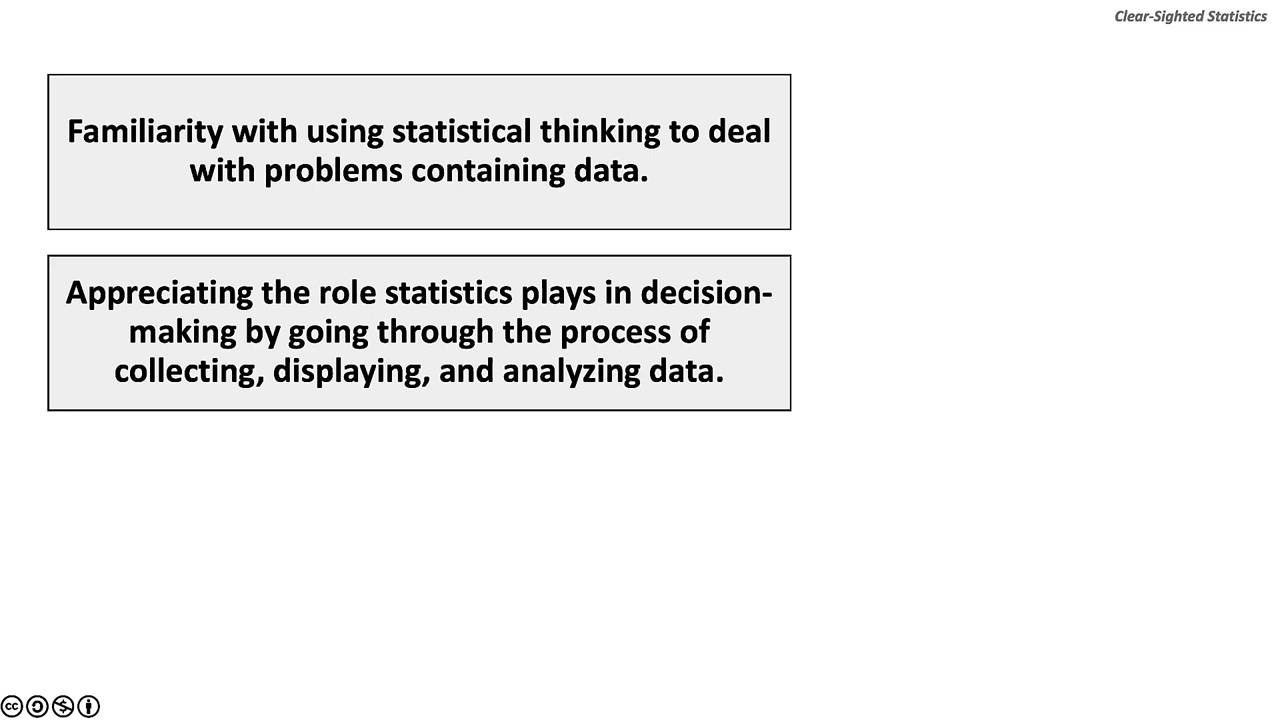 Clear-Sighted Statistics
Familiarity with using statistical thinking to deal
with problems containing data.
Appreciating the role statistics plays in decision-
making by going through the process of
collecting, displaying, and analyzing data.
cc